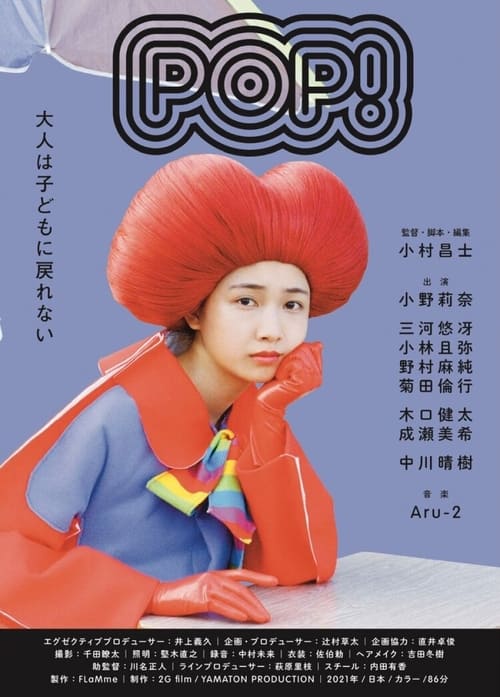 POP!
大人は子どもに戻れない
監督・脚本・編集
小村昌士
出演
小野莉奈
三河悠冴
小林且弥
野村麻純
菊田倫行
木口健太
成瀬美希
中川晴樹
音楽
Aru-2
エグゼクティブプロデューサー：井上義久｜企画・プロデューサー：辻村草太｜企画協力：直井卓俊
撮影：千田瞭太｜照明：堅木直之｜録音：中村未来｜衣装：佐伯勅｜ヘアメイク：吉田冬樹
助監督：川名正人｜ラインプロデューサー：萩原里枝｜スチール：内田有香
製作：FLaMme｜制作：2G film / YAMATON PRODUCTION｜2021年 / 日本 / カラー / 86分